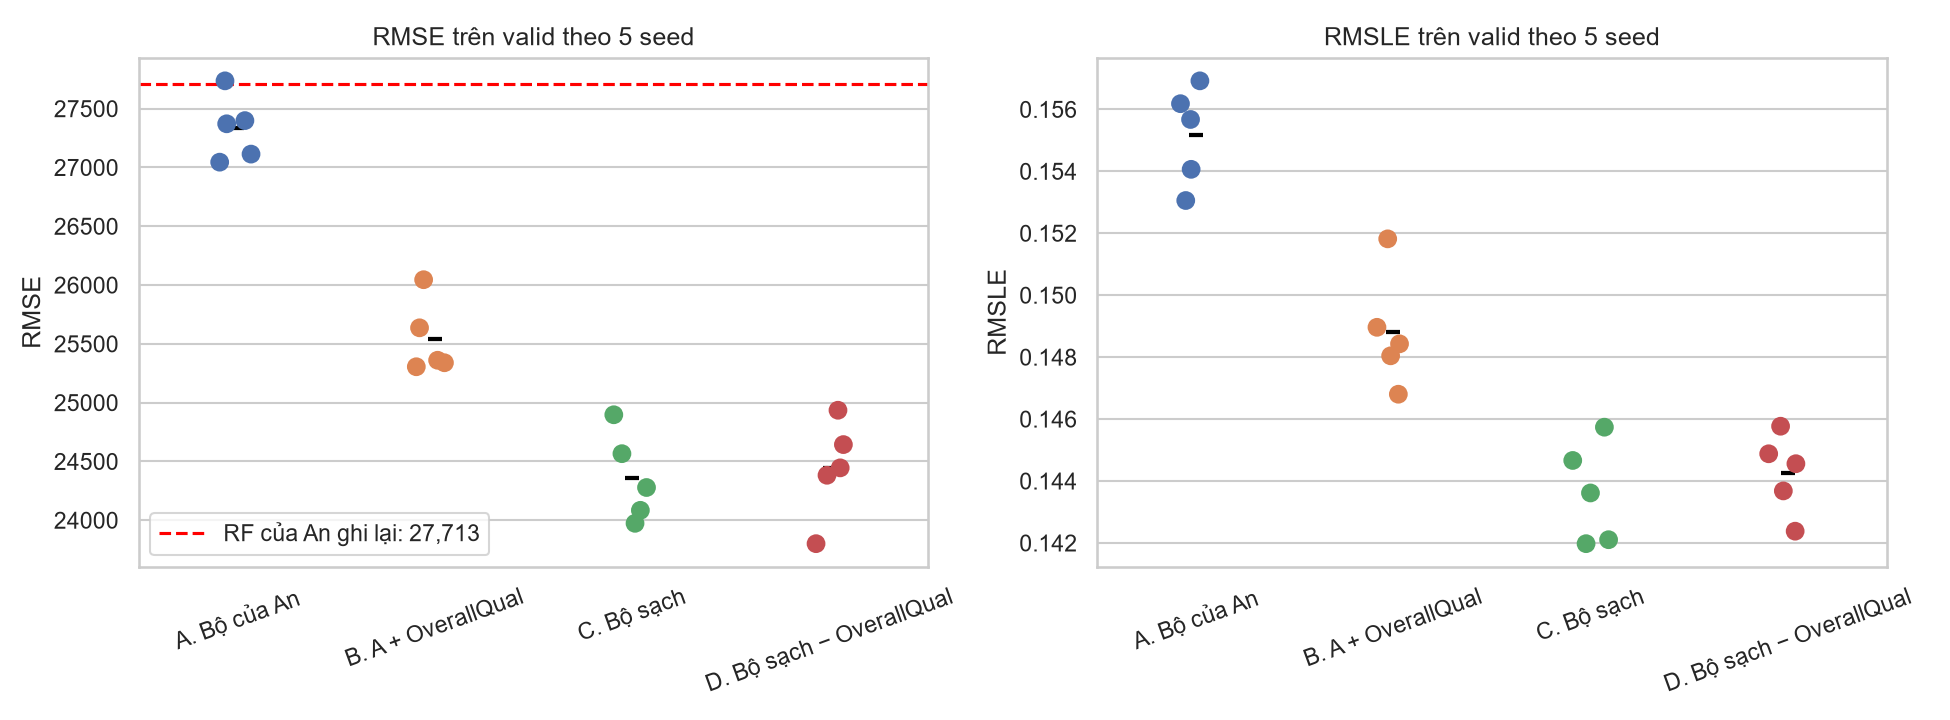 RMSE trên valid theo 5 seed
RMSE
27500
27000
26500
26000
25500
25000
24500
24000
RF của An ghi lại: 27,713
A. Bộ của An
B. A + OverallQual
C. Bộ sạch
D. Bộ sạch − OverallQual
RMSLE trên valid theo 5 seed
RMSLE
0.156
0.154
0.152
0.150
0.148
0.146
0.144
0.142
A. Bộ của An
B. A + OverallQual
C. Bộ sạch
D. Bộ sạch − OverallQual